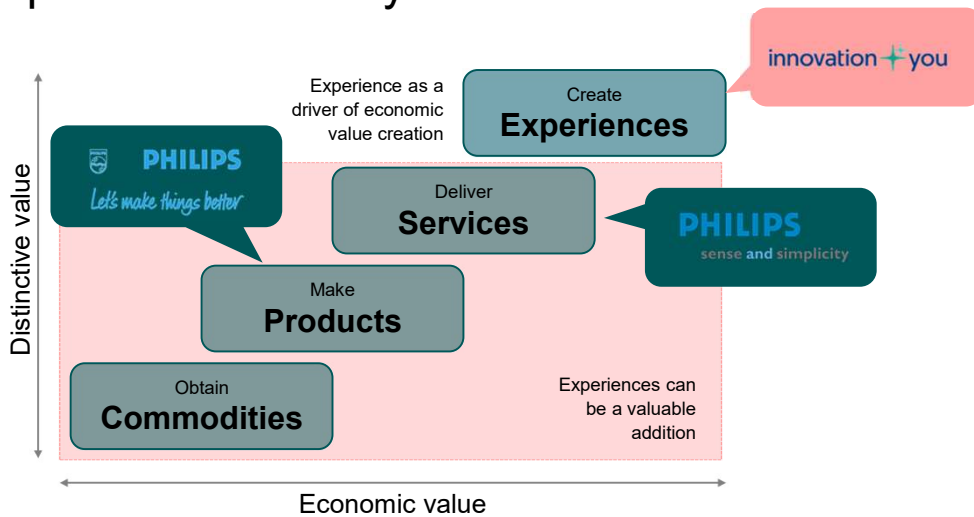 innovation you
Experience as a
driver of economic
value creation
Create
Experiences
PHILIPS
Let's make things better
Deliver
Services
PHILIPS
sense and simplicity
Make
Products
Obtain
Commodities
Experiences can
be a valuable
addition
Distinctive value
Economic value